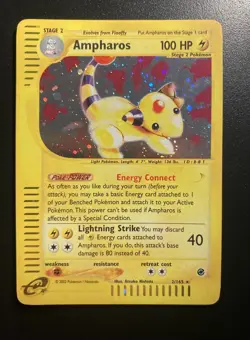 STAGE 2
Evolves from Flaaffy
Put Ampharos on the Stage 1 card
Ampharos
100 HP
Stage 2 Pokémon
Light Pokémon. Length: 4' 7", Weight: 136 lbs.
Poké-POWER
Energy Connect
As often as you like during your turn (before your
attack), you may take a basic Energy card attached to
1 of your Benched Pokémon and attach it to your Active
Pokémon. This power can't be used if Ampharos is
affected by a Special Condition.
Lightning Strike You may discard
all Energy cards attached to
Ampharos. If you do, this attack's base
damage is 80 instead of 40.
40
weakness
resistance
retreat cost
Illus. Atsuko Nishida